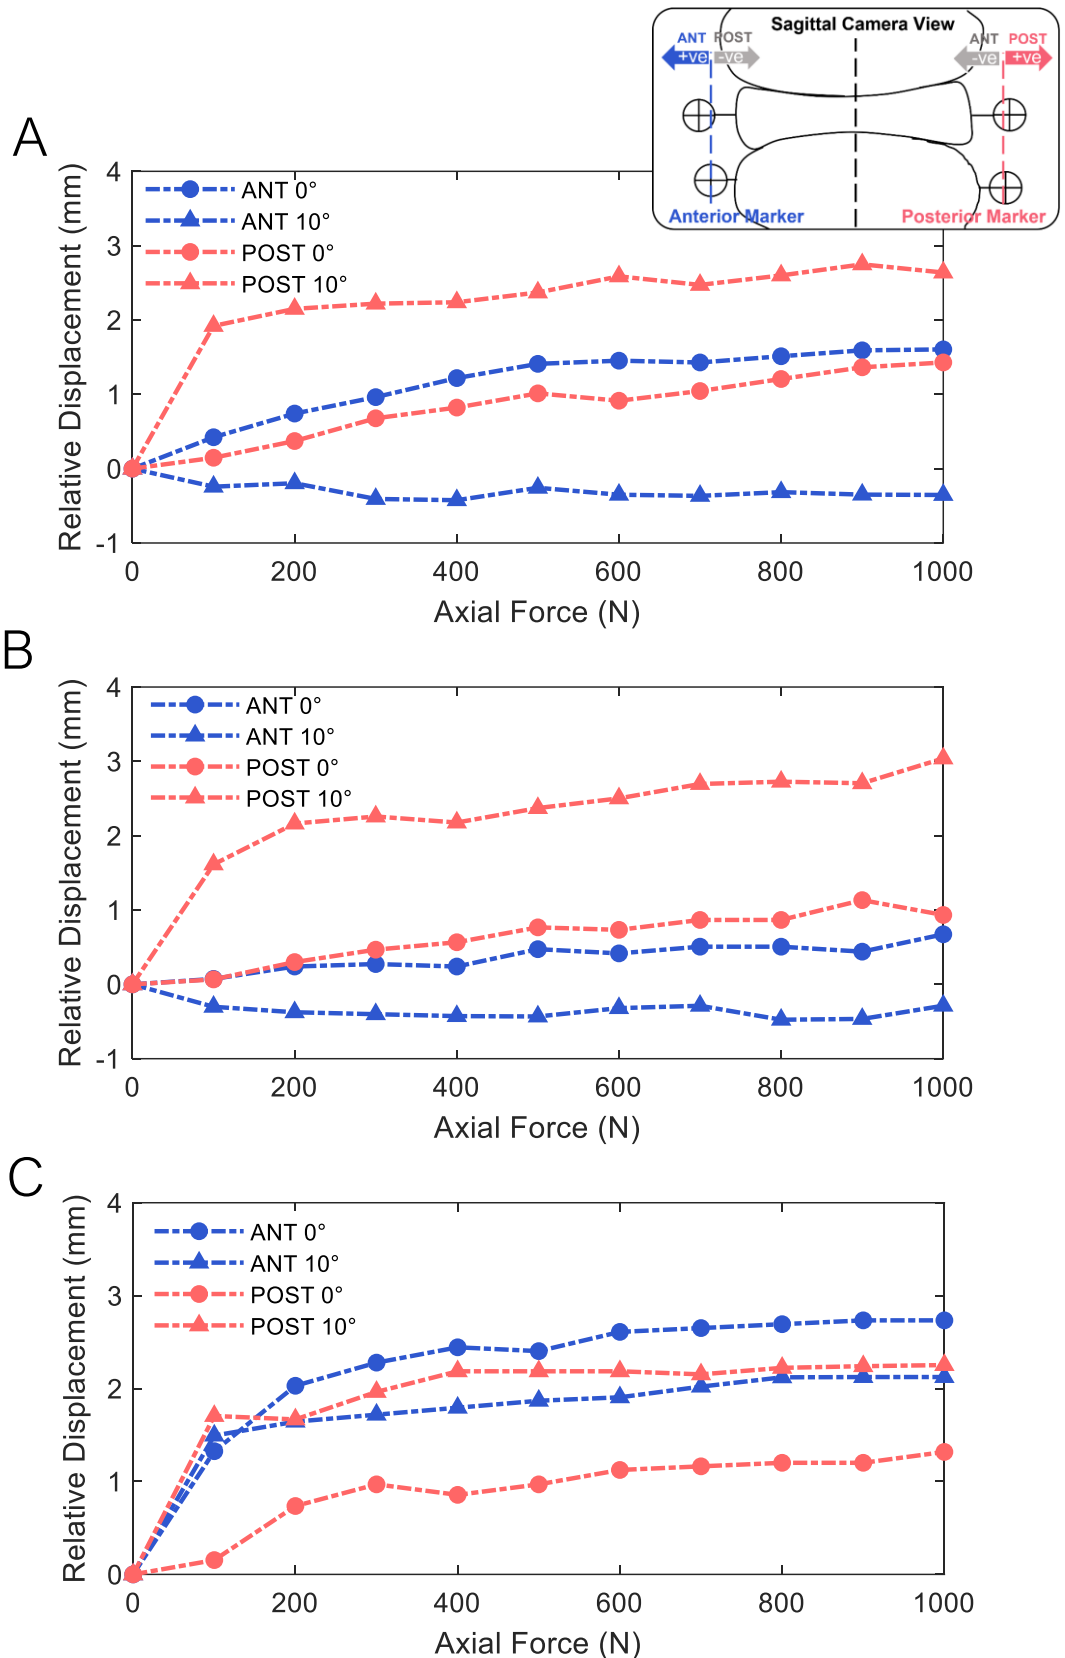 Sagittal Camera View
ANT POST ANT POST
+ve -ve -ve +ve
Anterior Marker Posterior Marker
A
4
3
2
1
0
-1
Relative Displacement (mm)
ANT 0°
ANT 10°
POST 0°
POST 10°
0 200 400 600 800 1000
Axial Force (N)
B
4
3
2
1
0
-1
Relative Displacement (mm)
ANT 0°
ANT 10°
POST 0°
POST 10°
0 200 400 600 800 1000
Axial Force (N)
C
4
3
2
1
0
Relative Displacement (mm)
ANT 0°
ANT 10°
POST 0°
POST 10°
0 200 400 600 800 1000
Axial Force (N)